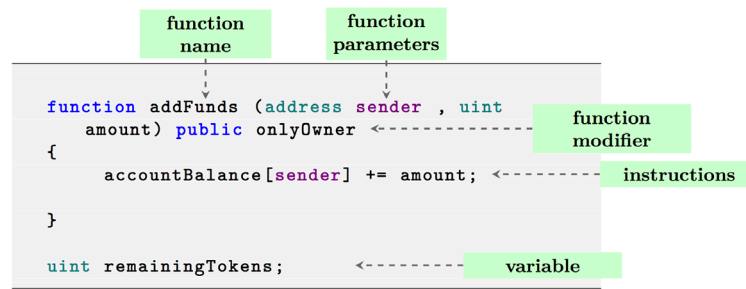 function
name
function
parameters
function addFunds (address sender , uint
amount) public onlyOwner
function
modifier
{
accountBalance[sender] += amount;
instructions
}
uint remainingTokens;
variable